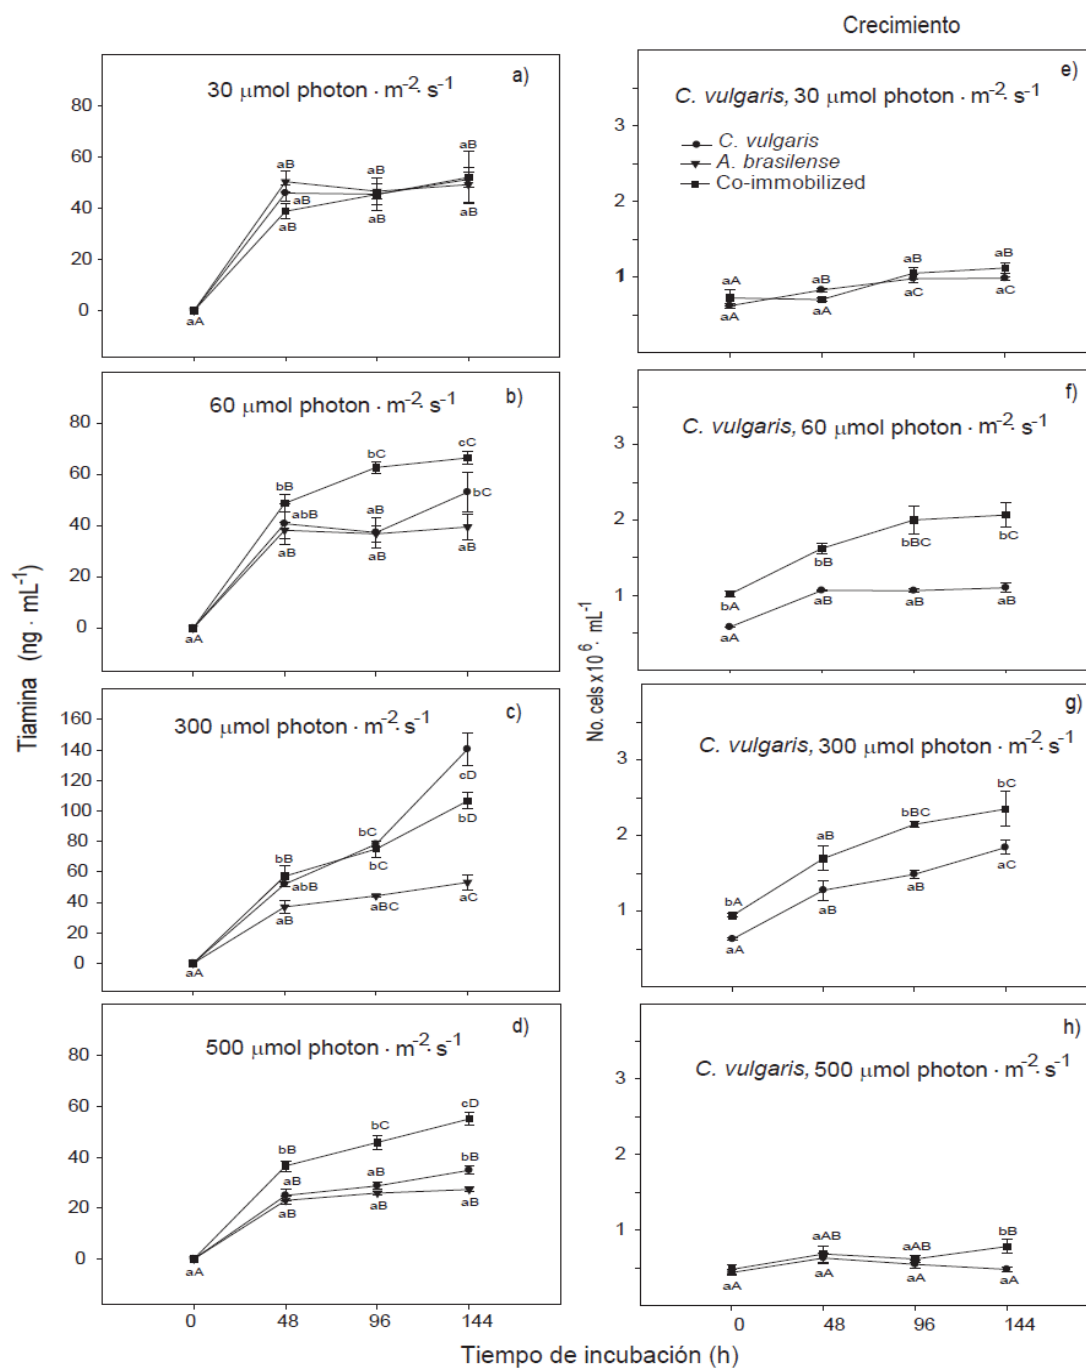 Crecimiento
a)
30 µmol photon · m-2· s-1
80
60
40
20
0
aB
aB
aB
aB
aB
aB
aB
aB
aA
e)
C. vulgaris, 30 µmol photon · m-2· s-1
C. vulgaris
A. brasilense
Co-immobilized
3
2
1
aA
aB
aB
aB
aA
aA
aC
aC
b)
60 µmol photon · m-2· s-1
80
60
40
20
0
bB
bC
cC
abB
aB
bC
aB
aB
aB
aA
f)
C. vulgaris, 60 µmol photon · m-2· s-1
3
2
1
bA
bB
bBC
bC
aA
aB
aB
aB
c)
300 µmol photon · m-2· s-1
160
140
120
100
80
60
40
20
0
bB
bC
cD
bD
abB
bC
aB
aBC
aC
aA
g)
C. vulgaris, 300 µmol photon · m-2· s-1
3
2
1
bA
aB
bBC
bC
aA
aB
aB
aC
d)
500 µmol photon · m-2· s-1
80
60
40
20
0
bB
bC
cD
aB
aB
bB
aB
aB
aB
aA
h)
C. vulgaris, 500 µmol photon · m-2· s-1
3
2
1
aAB
aAB
bB
aA
aA
aA
aA
Tiamina (ng · mL-1)
No. cels x10 6· mL-1
0 48 96 144
0 48 96 144
Tiempo de incubación (h)